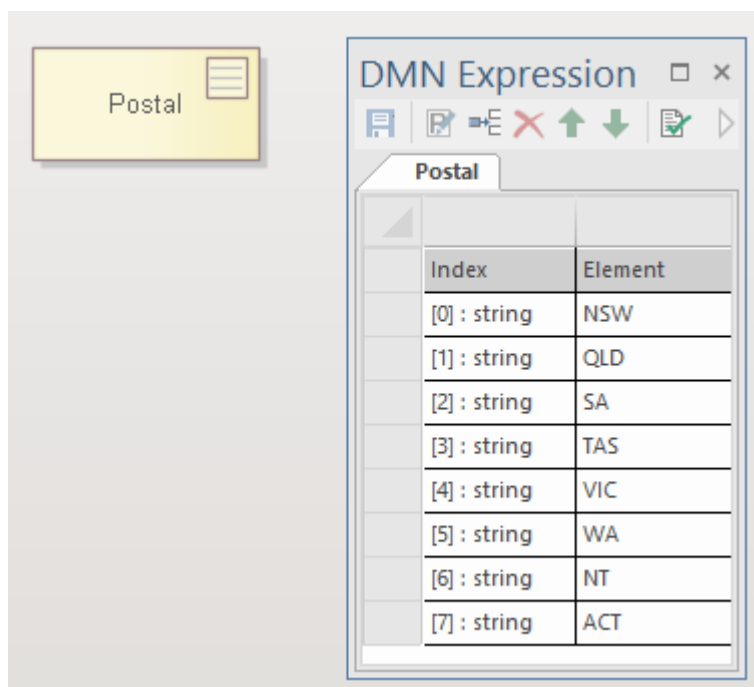 Postal
DMN Expression
Postal
Index Element
[0] : string NSW
[1] : string QLD
[2] : string SA
[3] : string TAS
[4] : string VIC
[5] : string WA
[6] : string NT
[7] : string ACT